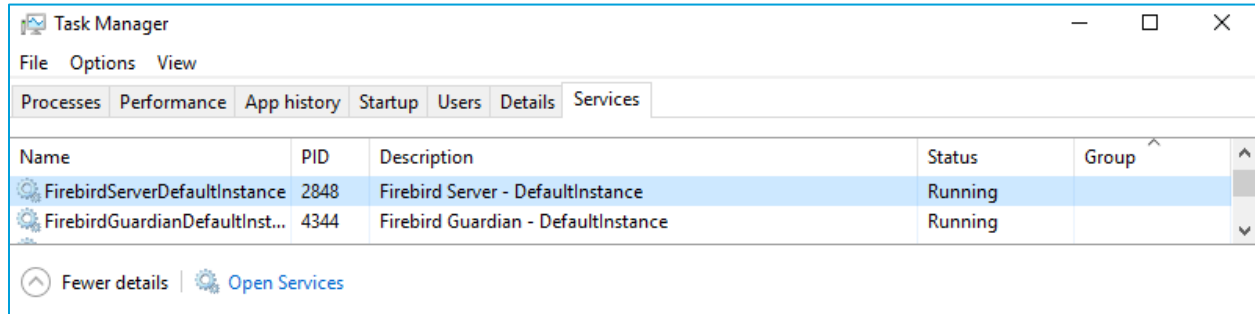 Task Manager
File Options View
Processes Performance App history Startup Users Details Services
Name PID Description Status Group
FirebirdServerDefaultInstance 2848 Firebird Server - DefaultInstance Running
FirebirdGuardianDefaultInst... 4344 Firebird Guardian - DefaultInstance Running
Fewer details Open Services